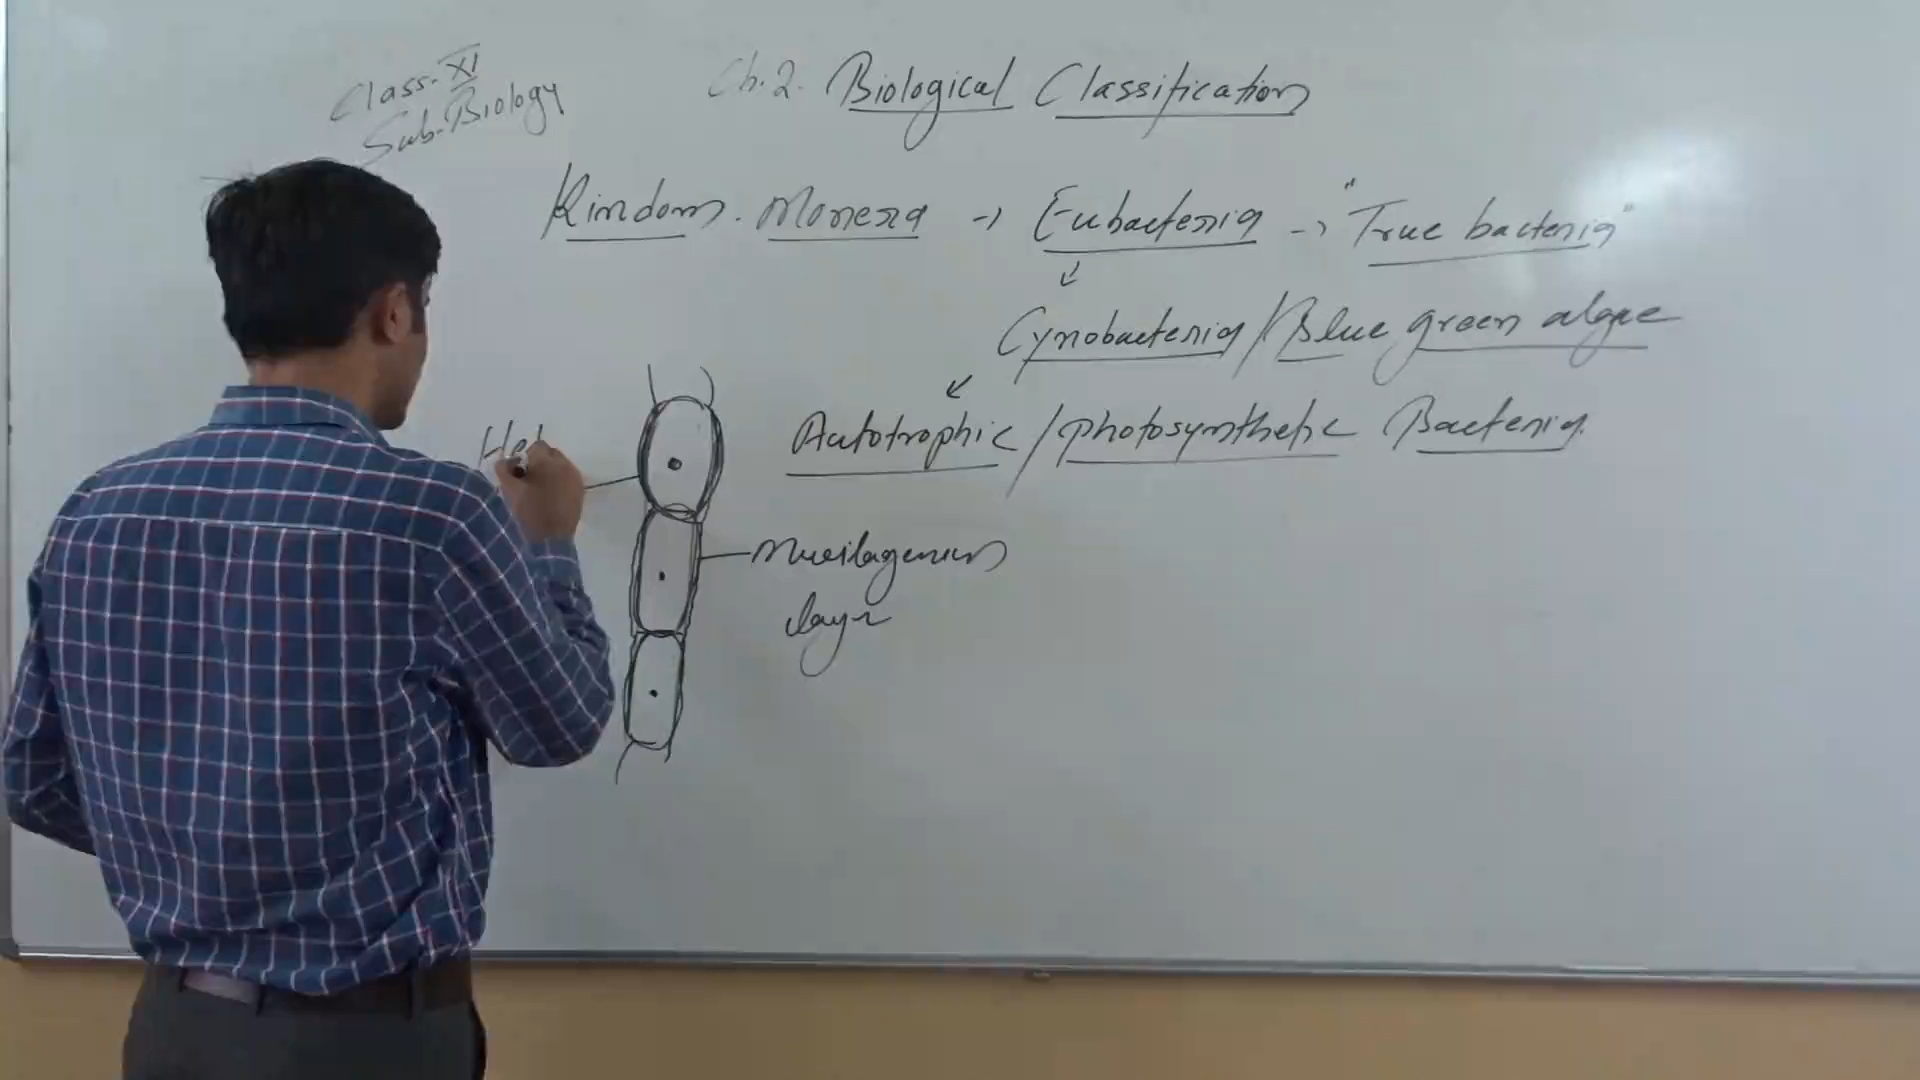 Class-XI
Sub-Biology
Ch.2. Biological Classification
Kindom. Monera → Eubacteria → "True bacteria"
↙
Cynobacteria/Blue green algae
↙
Autotrophic/photosynthetic Bacteria.
Het
Mucilagenous
layer